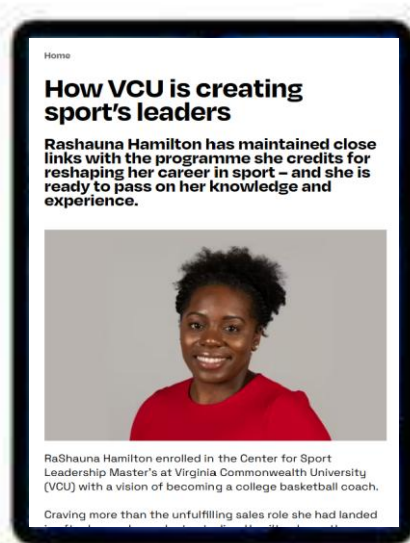 Home
How VCU is creating
sport’s leaders
Rashauna Hamilton has maintained close
links with the programme she credits for
reshaping her career in sport – and she is
ready to pass on her knowledge and
experience.
RaShauna Hamilton enrolled in the Center for Sport
Leadership Master's at Virginia Commonwealth University
(VCU) with a vision of becoming a college basketball coach.
Craving more than the unfulfilling sales role she had landed